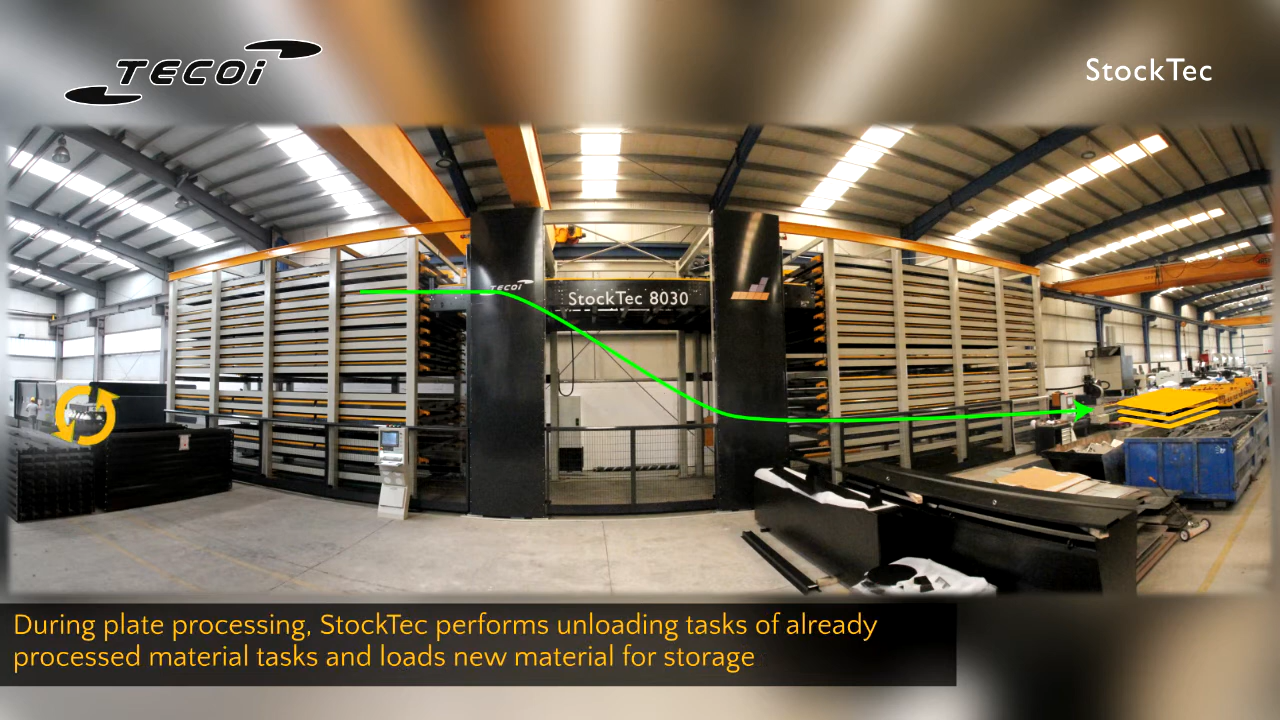 TECOi
StockTec
TECOi
StockTec 8030
During plate processing, StockTec performs unloading tasks of already
processed material tasks and loads new material for storage